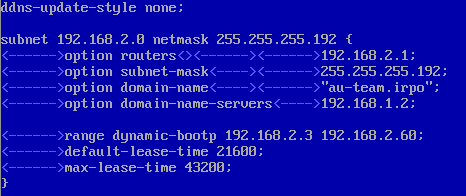 ddns-update-style none;
subnet 192.168.2.0 netmask 255.255.255.192 {
<------>option routers<><------><------>192.168.2.1;
<------>option subnet-mask<----><------>255.255.255.192;
<------>option domain-name<----><------>"au-team.irpo";
<------>option domain-name-servers<---->192.168.1.2;
<------>range dynamic-bootp 192.168.2.3 192.168.2.60;
<------>default-lease-time 21600;
<------>max-lease-time 43200;
}